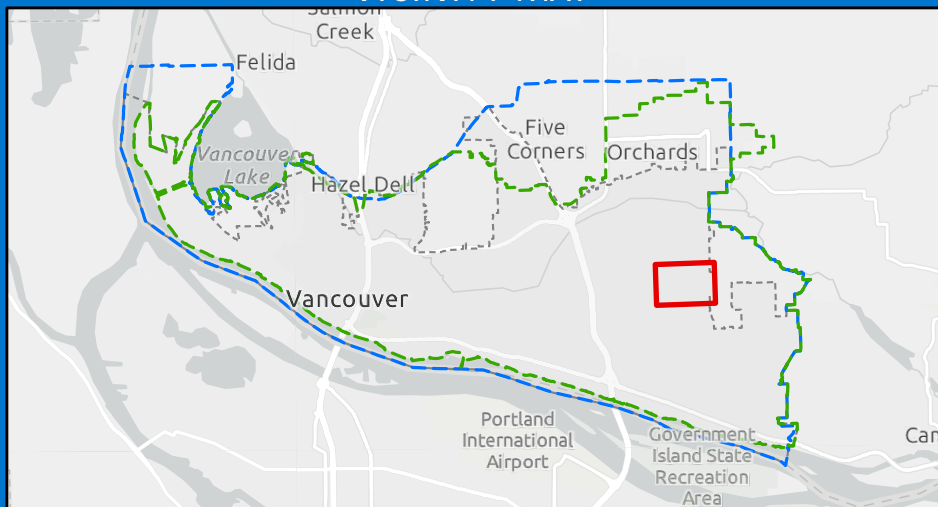 Salmon
Creek
Felida
Five
Corners
Orchards
Vancouver
Lake
Hazel Dell
Vancouver
Portland
International
Airport
Government
Island State
Recreation
Area